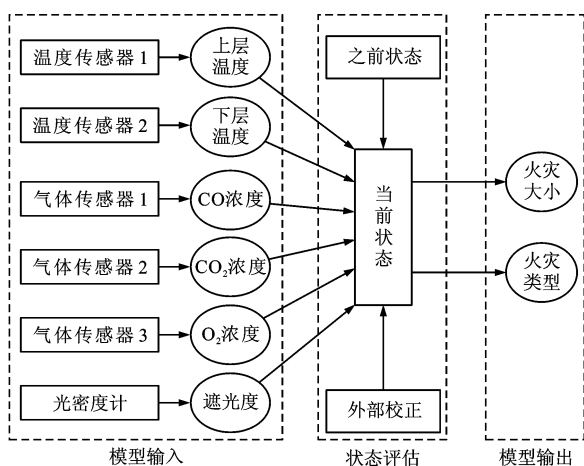 温度传感器1
上层
温度
温度传感器2
下层
温度
气体传感器1
CO浓度
气体传感器2
CO₂浓度
气体传感器3
O₂浓度
光密度计
遮光度
模型输入
之前状态
当
前
状
态
外部校正
状态评估
火灾
大小
火灾
类型
模型输出